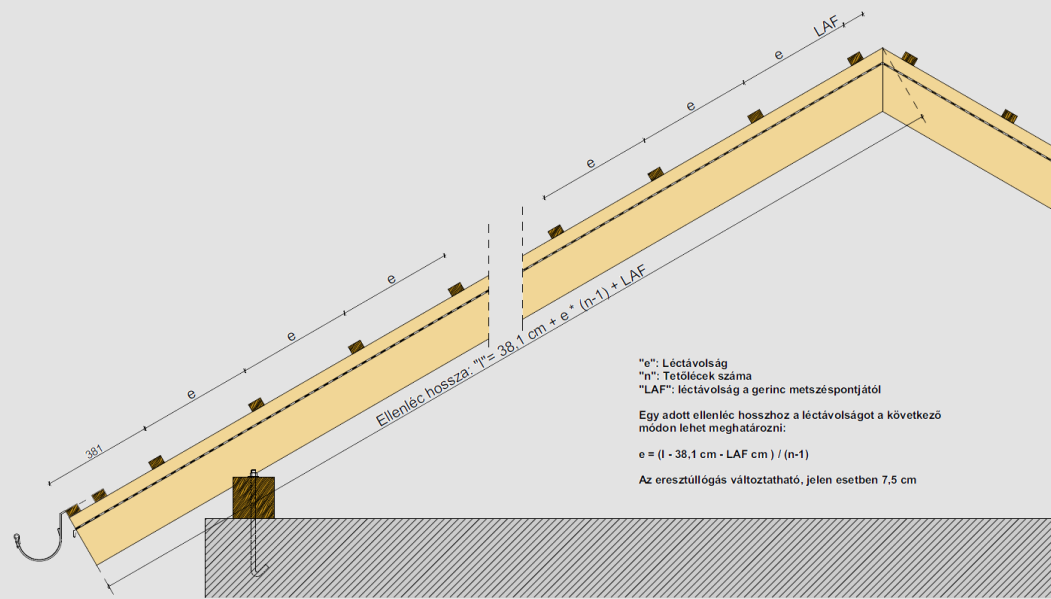 LAF
e
e
e
e
e
e
381
Ellenléc hossza: "l"= 38,1 cm + e * (n-1) + LAF
"e": Léctávolság
"n": Tetőlécek száma
"LAF": léctávolság a gerinc metszéspontjától
Egy adott ellenléc hosszhoz a léctávolságot a következő
módon lehet meghatározni:
e = (l - 38,1 cm - LAF cm ) / (n-1)
Az eresztúllógás változtatható, jelen esetben 7,5 cm